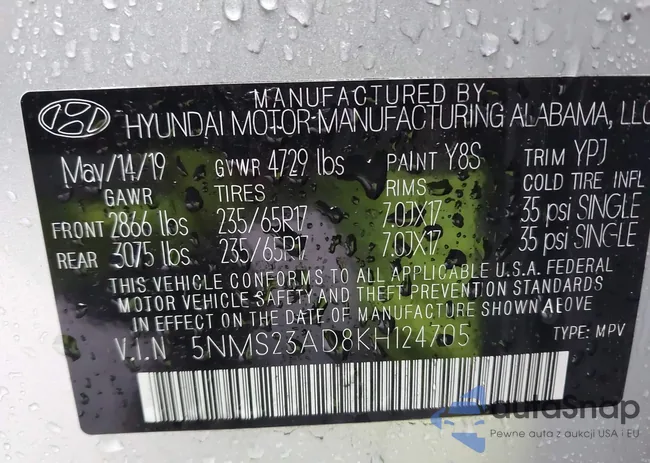 MANUFACTURED BY
HYUNDAI MOTOR MANUFACTURING ALABAMA, LLC
May/14/19 GVWR 4729 lbs PAINT Y8S TRIM YPJ
GAWR TIRES RIMS COLD TIRE INFL
FRONT 2866 lbs 235/65R17 7.0JX17 35 psi SINGLE
REAR 3075 lbs 235/65R17 7.0JX17 35 psi SINGLE
THIS VEHICLE CONFORMS TO ALL APPLICABLE U.S.A. FEDERAL
MOTOR VEHICLE SAFETY AND THEFT PREVENTION STANDARDS
IN EFFECT ON THE DATE OF MANUFACTURE SHOWN ABOVE
V.I.N 5NMS23AD8KH124705 TYPE: MPV
autoSnap
Pewne auta z aukcji USA i EU